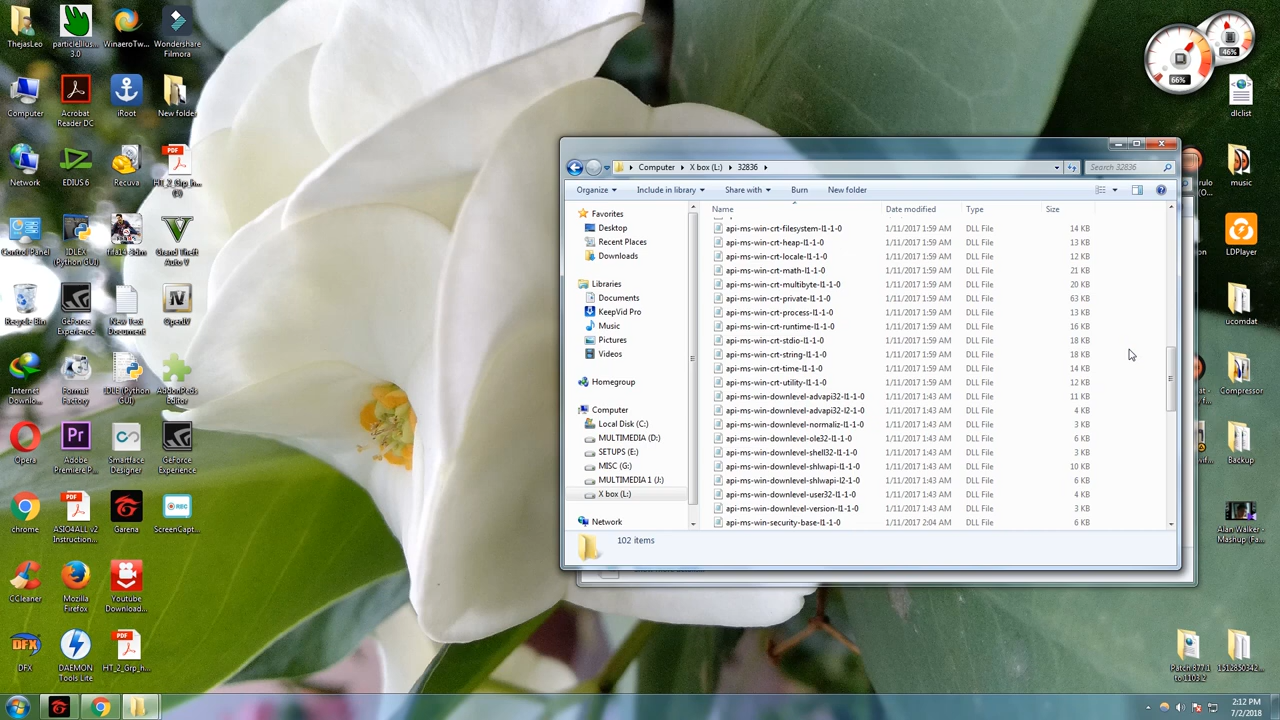 ThejasLeo
particleIllus... 3.0
WinaeroTw...
Wondershare Filmora
Computer
Acrobat Reader DC
iRoot
New folder
Network
EDIUS 6
Recuva
HT_2_Grp_h... (3)
Control Panel
IDLEX (Python GUI)
fifa14-3dm
Grand Theft Auto V
Recycle Bin
GeForce Experience
New Text Document
OpenIV
Internet Downlo...
Format Factory
IDLE (Python GUI)
AddonPeds Editor
Opera
Adobe Premiere P...
Smartface Designer
GeForce Experience
chrome
ASIO4ALL v2 Instruction...
Garena
ScreenCapt...
CCleaner
Mozilla Firefox
Youtube Download...
DFX
DAEMON Tools Lite
HT_2_Grp_h...
46%
66%
dlclist
music
LDPlayer
ucomdat
Compressor
Backup
Alan Walker - Mashup (Fa...
Patch 877.1 to 1103.2
1$12850342...
Computer
X box (L:)
32836
Search 32836
Organize
Include in library
Share with
Burn
New folder
Name Date modified Type Size
Favorites
Desktop
Recent Places
Downloads
Libraries
Documents
KeepVid Pro
Music
Pictures
Videos
Homegroup
Computer
Local Disk (C:)
MULTIMEDIA (D:)
SETUPS (E:)
MISC (G:)
MULTIMEDIA 1 (J:)
X box (L:)
Network
api-ms-win-crt-filesystem-l1-1-0 1/11/2017 1:59 AM DLL File 14 KB
api-ms-win-crt-heap-l1-1-0 1/11/2017 1:59 AM DLL File 13 KB
api-ms-win-crt-locale-l1-1-0 1/11/2017 1:59 AM DLL File 12 KB
api-ms-win-crt-math-l1-1-0 1/11/2017 1:59 AM DLL File 21 KB
api-ms-win-crt-multibyte-l1-1-0 1/11/2017 1:59 AM DLL File 20 KB
api-ms-win-crt-private-l1-1-0 1/11/2017 1:59 AM DLL File 63 KB
api-ms-win-crt-process-l1-1-0 1/11/2017 1:59 AM DLL File 13 KB
api-ms-win-crt-runtime-l1-1-0 1/11/2017 1:59 AM DLL File 16 KB
api-ms-win-crt-stdio-l1-1-0 1/11/2017 1:59 AM DLL File 18 KB
api-ms-win-crt-string-l1-1-0 1/11/2017 1:59 AM DLL File 18 KB
api-ms-win-crt-time-l1-1-0 1/11/2017 1:59 AM DLL File 14 KB
api-ms-win-crt-utility-l1-1-0 1/11/2017 1:59 AM DLL File 12 KB
api-ms-win-downlevel-advapi32-l1-1-0 1/11/2017 1:43 AM DLL File 11 KB
api-ms-win-downlevel-advapi32-l2-1-0 1/11/2017 1:43 AM DLL File 4 KB
api-ms-win-downlevel-normaliz-l1-1-0 1/11/2017 1:43 AM DLL File 3 KB
api-ms-win-downlevel-ole32-l1-1-0 1/11/2017 1:43 AM DLL File 6 KB
api-ms-win-downlevel-shell32-l1-1-0 1/11/2017 1:43 AM DLL File 3 KB
api-ms-win-downlevel-shlwapi-l1-1-0 1/11/2017 1:43 AM DLL File 10 KB
api-ms-win-downlevel-shlwapi-l2-1-0 1/11/2017 1:43 AM DLL File 6 KB
api-ms-win-downlevel-user32-l1-1-0 1/11/2017 1:43 AM DLL File 4 KB
api-ms-win-downlevel-version-l1-1-0 1/11/2017 1:43 AM DLL File 3 KB
api-ms-win-security-base-l1-1-0 1/11/2017 2:04 AM DLL File 6 KB
102 items
2:12 PM
7/2/2018